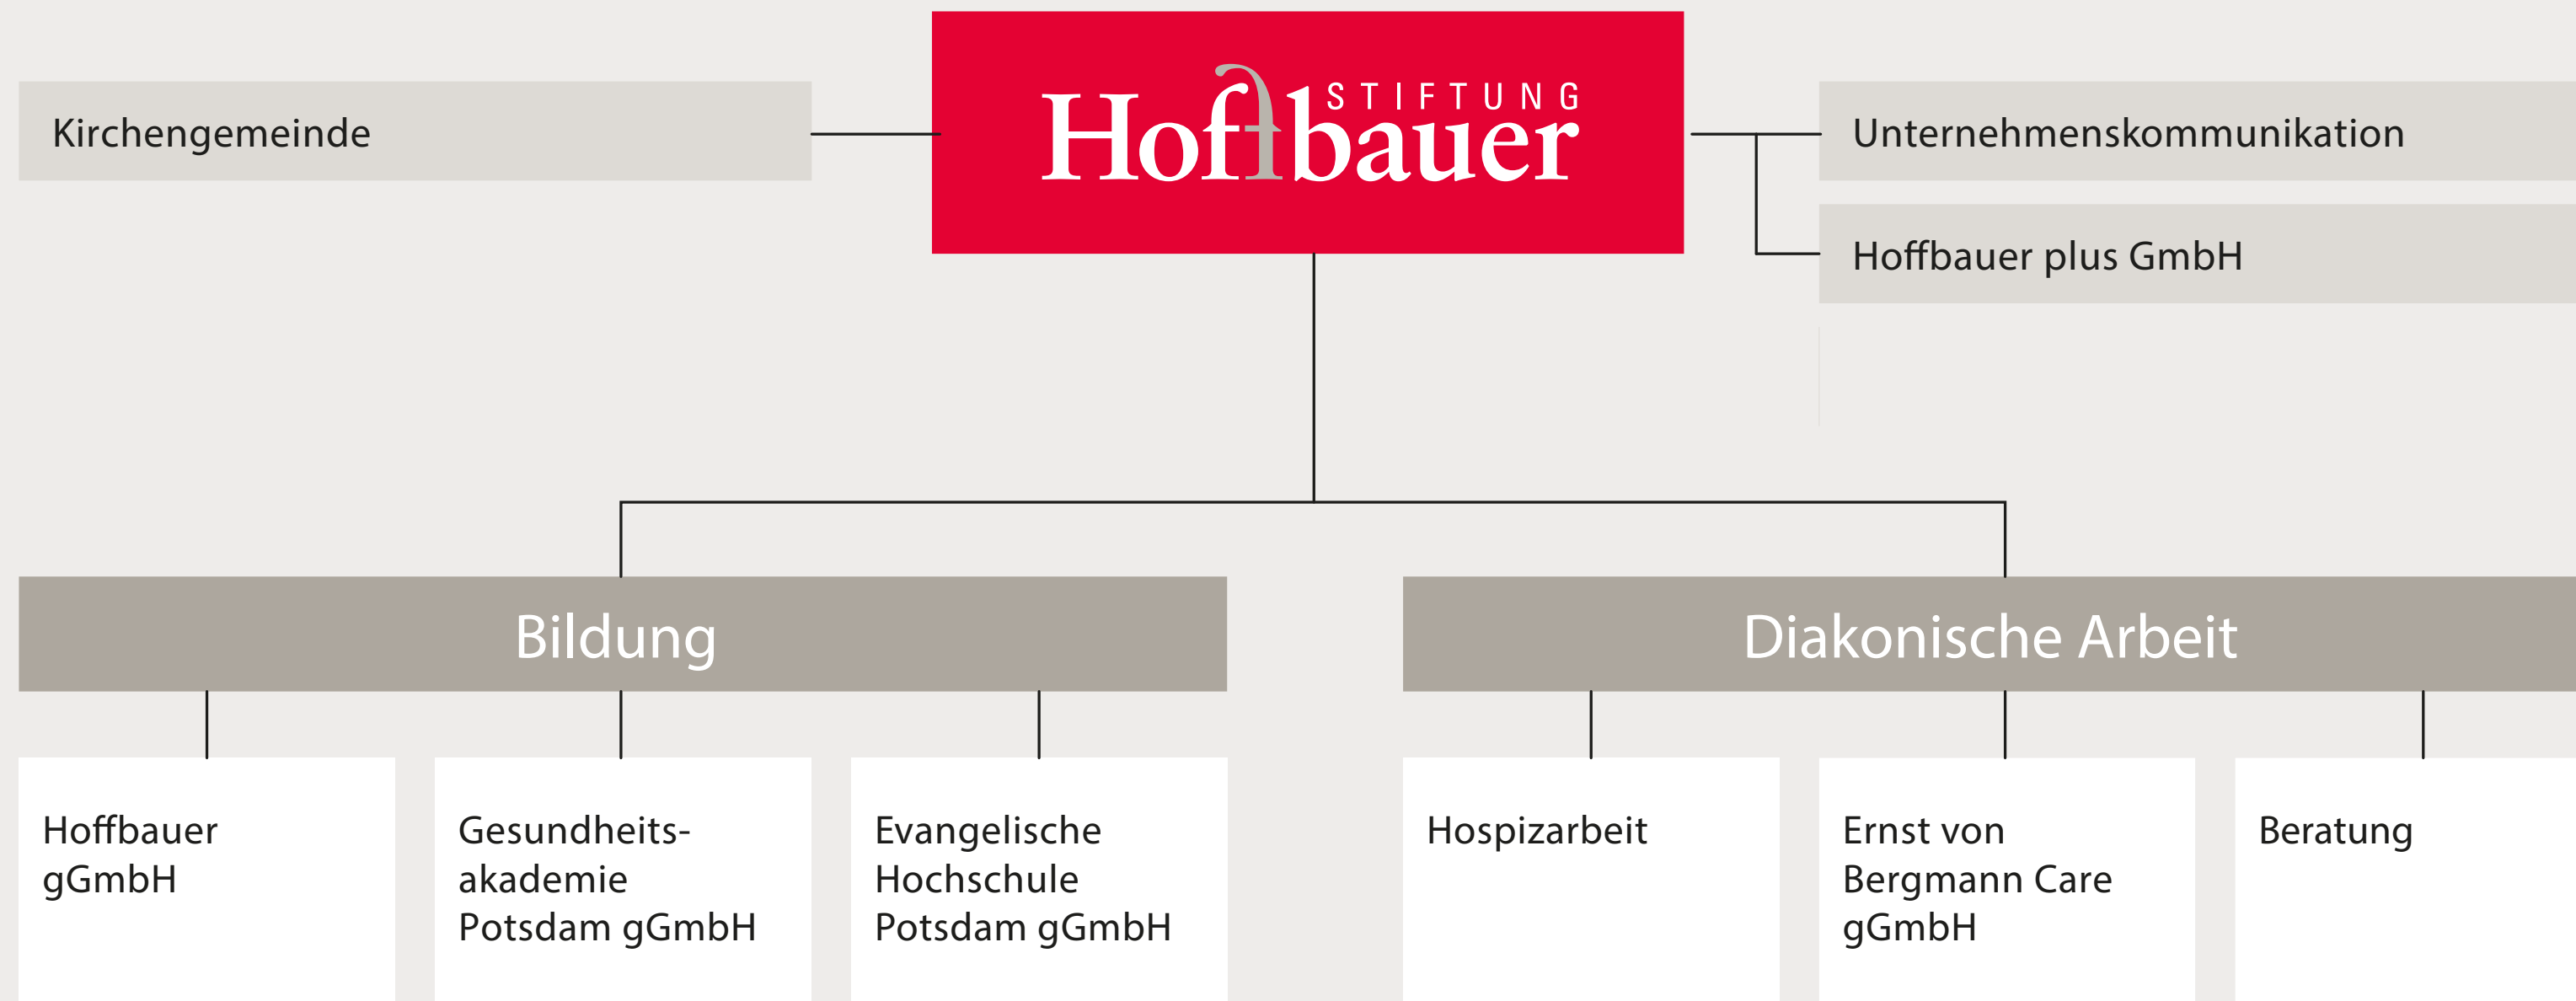 Kirchengemeinde
STIFTUNG
Hoffbauer
Unternehmenskommunikation
Hoffbauer plus GmbH
Bildung
Diakonische Arbeit
Hoffbauer
gGmbH
Gesundheits-
akademie
Potsdam gGmbH
Evangelische
Hochschule
Potsdam gGmbH
Hospizarbeit
Ernst von
Bergmann Care
gGmbH
Beratung